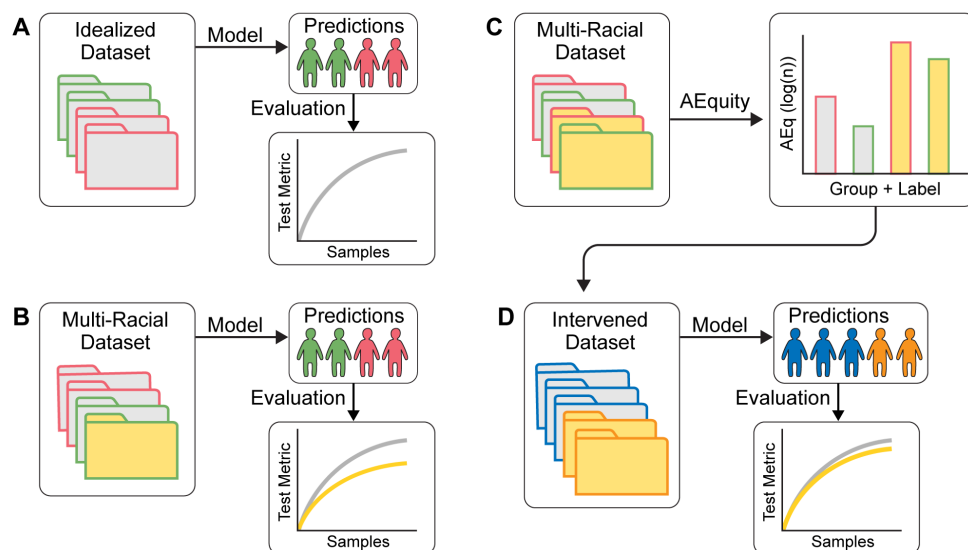 A
Idealized
Dataset
Model
Predictions
Evaluation
Test Metric
Samples
B
Multi-Racial
Dataset
Model
Predictions
Evaluation
Test Metric
Samples
C
Multi-Racial
Dataset
AEquity
AEq (log(n))
Group + Label
D
Intervened
Dataset
Model
Predictions
Evaluation
Test Metric
Samples